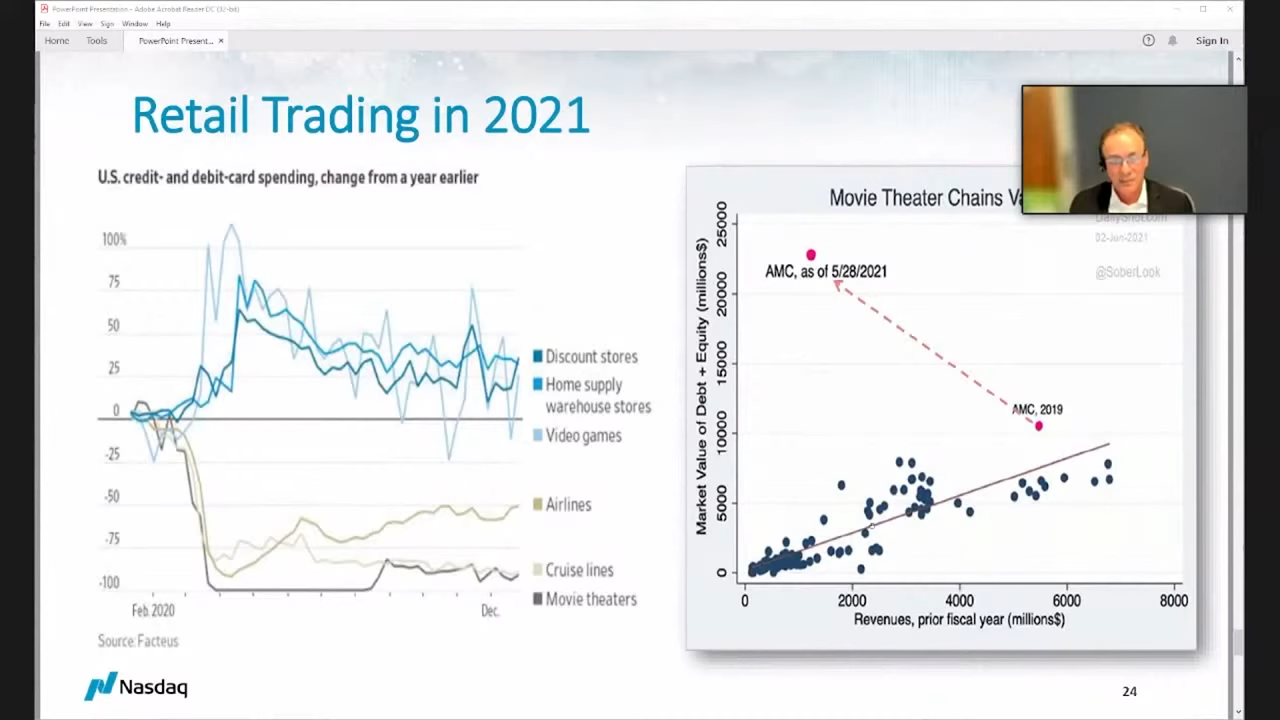 PowerPoint Presentation - Adobe Acrobat Reader DC (32-bit)
File Edit View Sign Window Help
Home Tools PowerPoint Present... × Sign In
Retail Trading in 2021
U.S. credit- and debit-card spending, change from a year earlier
100%
75
50
25
0
-25
-50
-75
-100
Feb. 2020 Dec.
Discount stores
Home supply
warehouse stores
Video games
Airlines
Cruise lines
Movie theaters
Source: Facteus
Movie Theater Chains
DailyShot.com
02-Jun-2021
@SoberLook
Market Value of Debt + Equity (millions$)
25000
20000
15000
10000
5000
0
AMC, as of 5/28/2021
AMC, 2019
0 2000 4000 6000 8000
Revenues, prior fiscal year (millions$)
Nasdaq
24